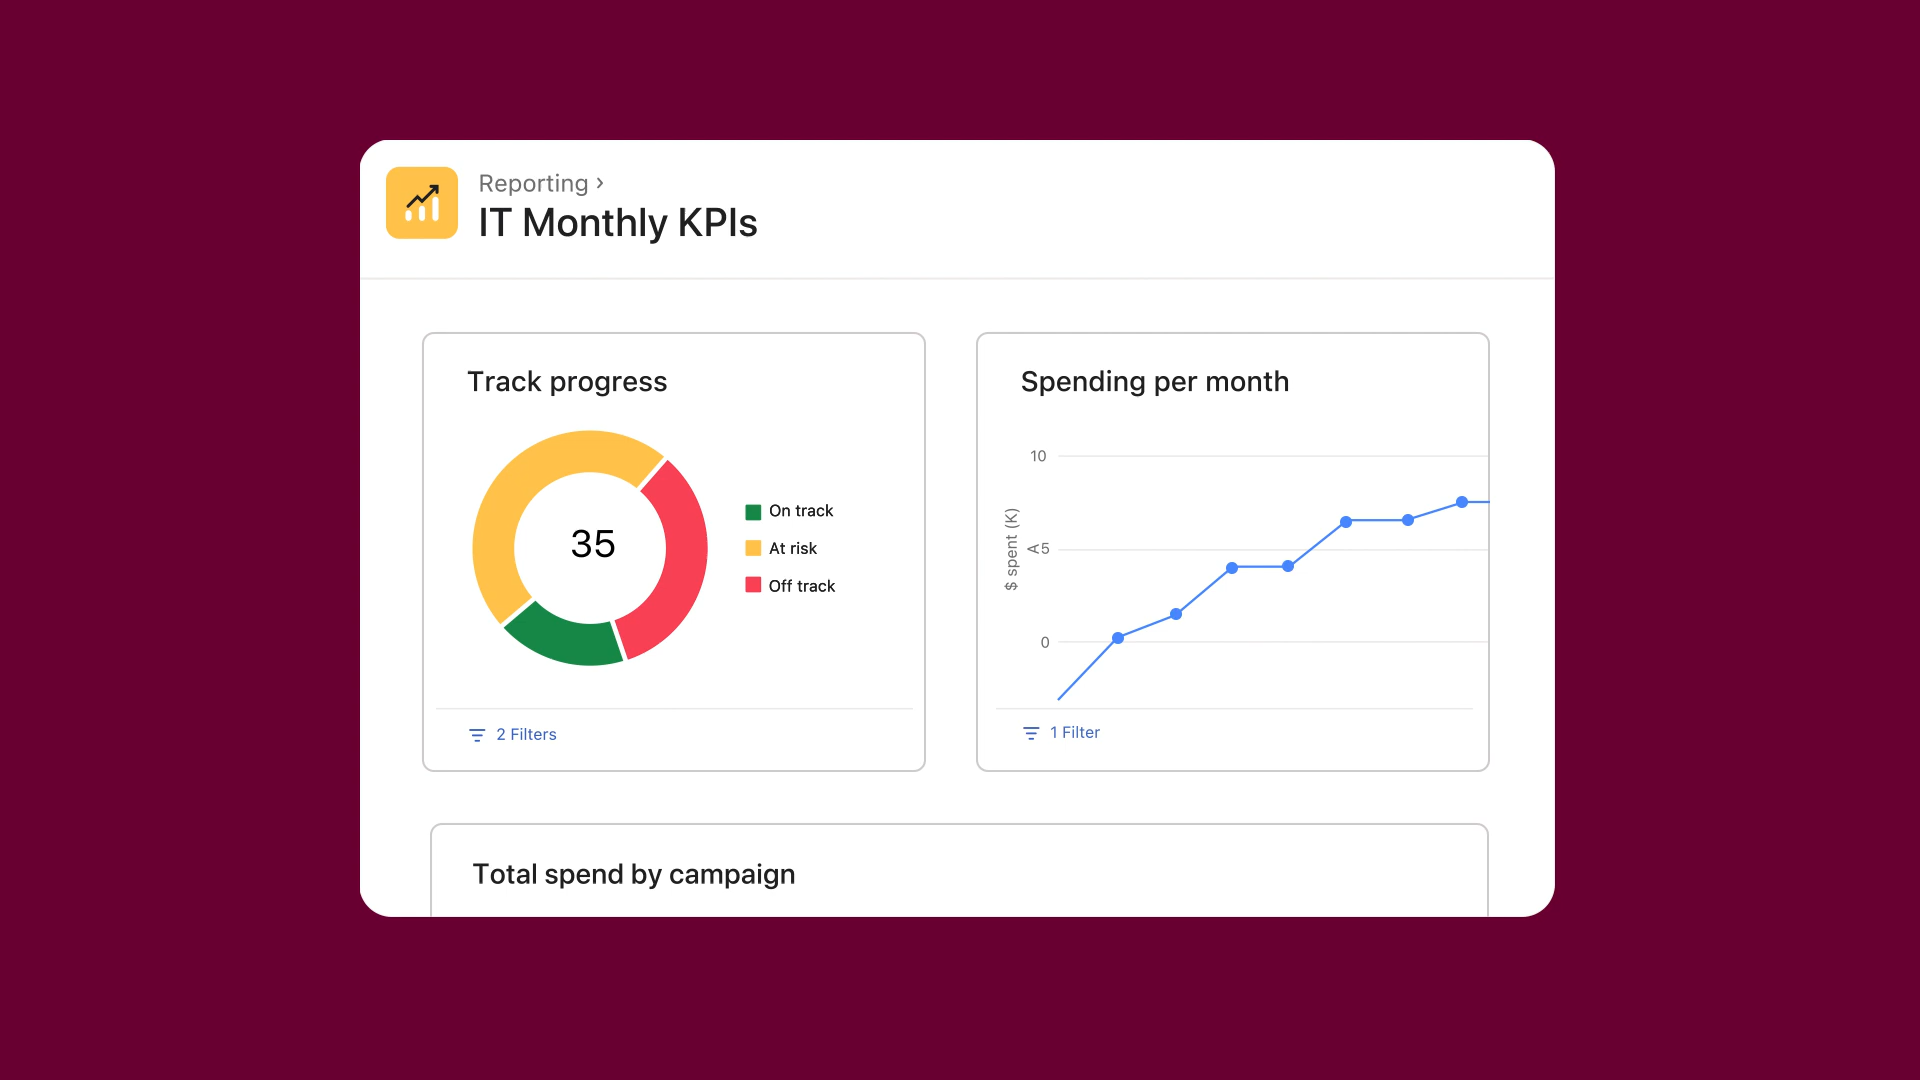 Reporting ›
IT Monthly KPIs
Track progress
35
On track
At risk
Off track
2 Filters
Spending per month
$ spent (K)
10
A
5
0
1 Filter
Total spend by campaign